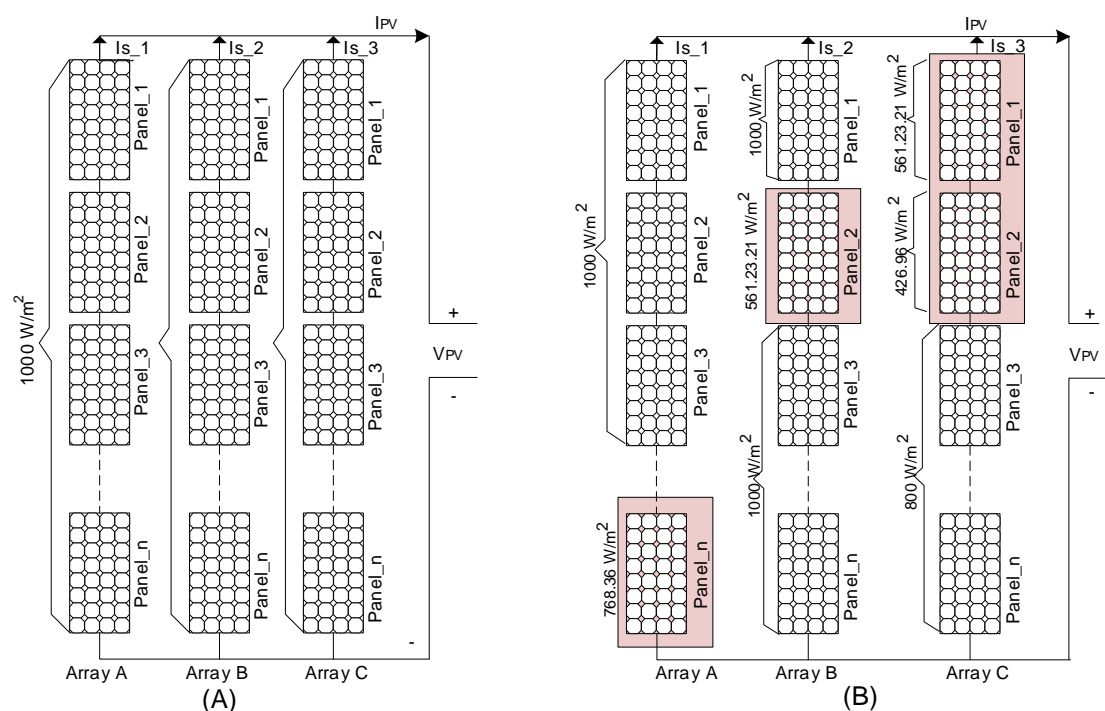 IPV
Is_1
Is_2
Is_3
1000 W/m²
Panel_1
Panel_1
Panel_1
Panel_2
Panel_2
Panel_2
Panel_3
Panel_3
Panel_3
Panel_n
Panel_n
Panel_n
+
VPV
-
-
Array A
Array B
Array C
(A)
IPV
Is_1
Is_2
Is_3
1000 W/m²
Panel_1
1000 W/m²
Panel_1
561.23.21 W/m²
Panel_1
Panel_2
561.23.21 W/m²
Panel_2
426.96 W/m²
Panel_2
Panel_3
1000 W/m²
Panel_3
800 W/m²
Panel_3
768.36 W/m²
Panel_n
Panel_n
Panel_n
+
VPV
-
Array A
Array B
Array C
(B)